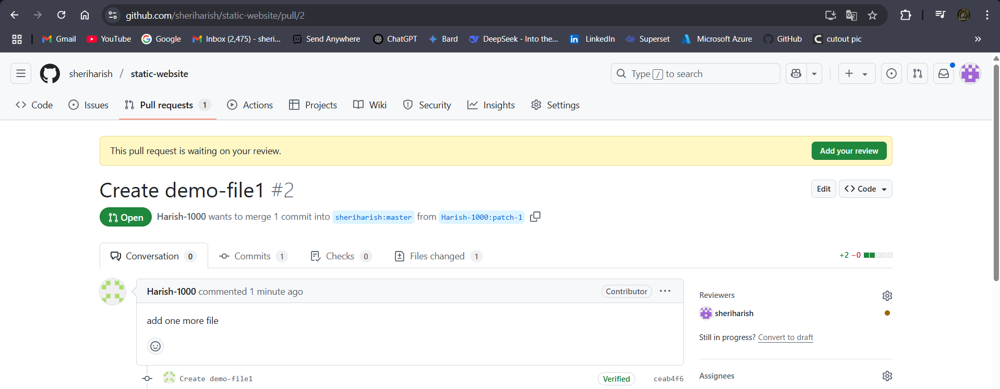 github.com/sheriharish/static-website/pull/2
Gmail YouTube Google Inbox (2,475) - sheri... Send Anywhere ChatGPT Bard DeepSeek - Into the... LinkedIn Superset Microsoft Azure GitHub cutout pic »
sheriharish / static-website Type / to search
Code Issues Pull requests 1 Actions Projects Wiki Security Insights Settings
This pull request is waiting on your review. Add your review
Create demo-file1 #2 Edit <> Code
Open Harish-1000 wants to merge 1 commit into sheriharish:master from Harish-1000:patch-1
Conversation 0 Commits 1 Checks 0 Files changed 1 +2 −0
Harish-1000 commented 1 minute ago Contributor ···
add one more file
Create demo-file1 Verified ceab4f6
Reviewers
sheriharish
Still in progress? Convert to draft
Assignees